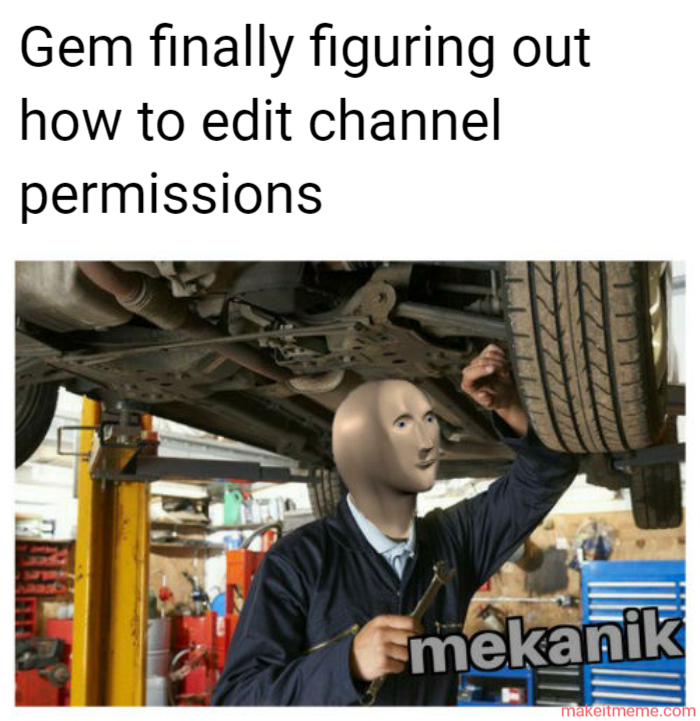 Gem finally figuring out
how to edit channel
permissions
mekanik
makeitmeme.com